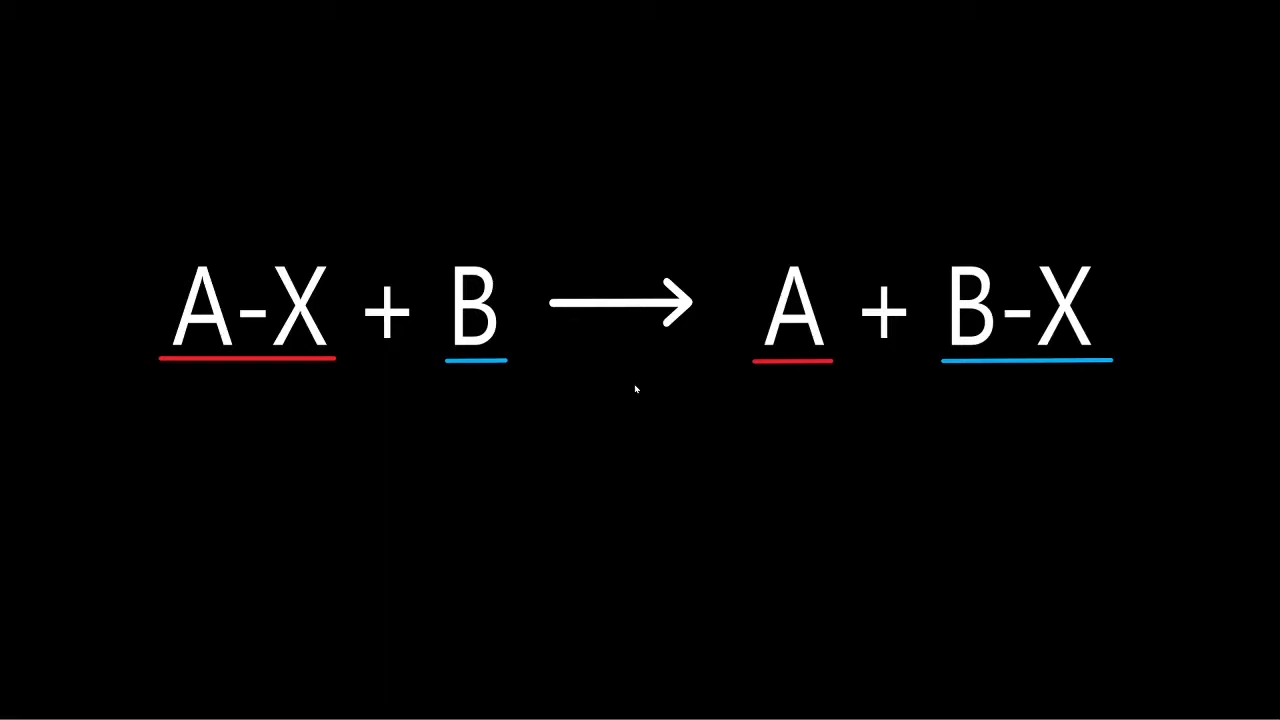 A-X + B ⟶ A + B-X